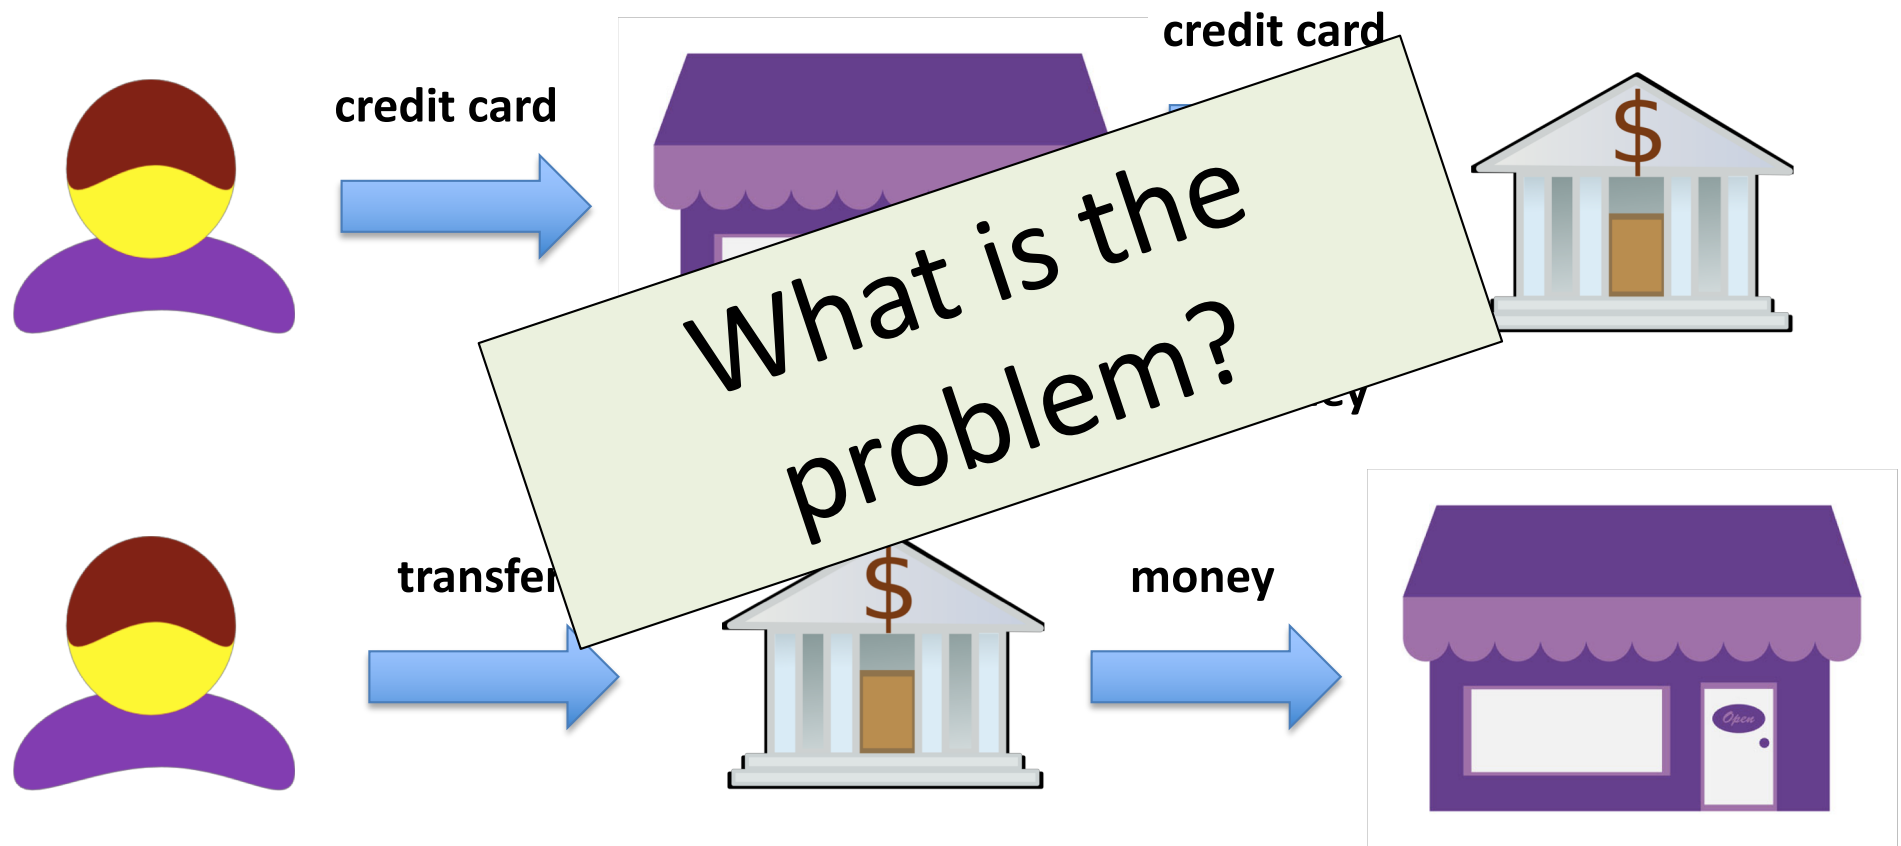 credit card
credit card
What is the
problem?
transfer
money
$
$
Open